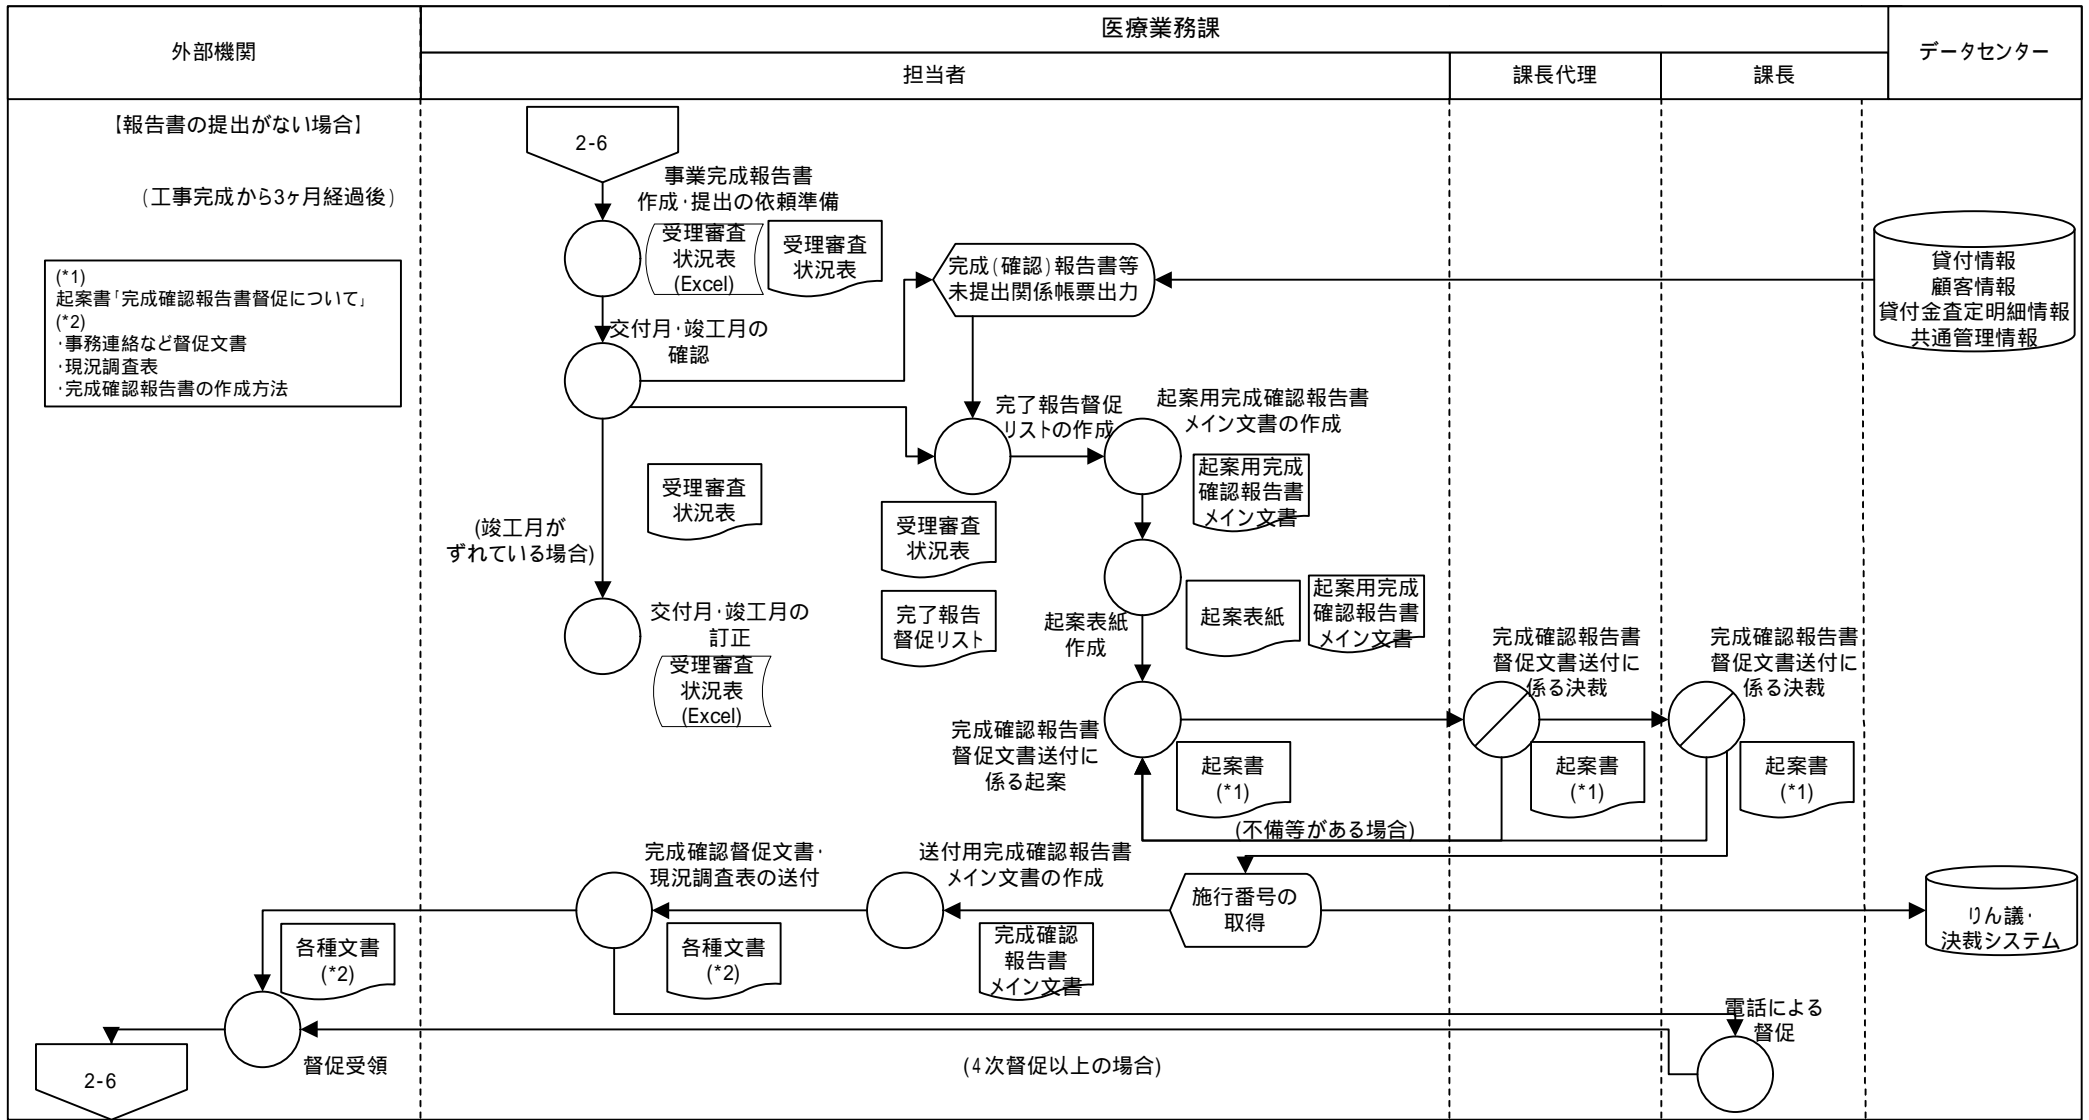 外部機関
医療業務課
データセンター
担当者
課長代理
課長
【報告書の提出がない場合】
(工事完成から3ヶ月経過後)
(*1)
起案書「完成確認報告書督促について」
(*2)
・事務連絡など督促文書
・現況調査表
・完成確認報告書の作成方法
2-6
事業完成報告書
作成・提出の依頼準備
受理審査
状況表
(Excel)
受理審査
状況表
完成(確認)報告書等
未提出関係帳票出力
貸付情報
顧客情報
貸付金査定明細情報
共通管理情報
交付月・竣工月の
確認
完了報告督促
リストの作成
起案用完成確認報告書
メイン文書の作成
受理審査
状況表
起案用完成
確認報告書
メイン文書
(竣工月が
ずれている場合)
受理審査
状況表
完了報告
督促リスト
交付月・竣工月の
訂正
受理審査
状況表
(Excel)
起案表紙
作成
起案表紙
起案用完成
確認報告書
メイン文書
完成確認報告書
督促文書送付に
係る決裁
完成確認報告書
督促文書送付に
係る決裁
完成確認報告書
督促文書送付に
係る起案
起案書
(*1)
起案書
(*1)
起案書
(*1)
(不備等がある場合)
完成確認督促文書・
現況調査表の送付
送付用完成確認報告書
メイン文書の作成
施行番号の
取得
りん議・
決裁システム
各種文書
(*2)
各種文書
(*2)
完成確認
報告書
メイン文書
電話による
督促
督促受領
(4次督促以上の場合)
2-6